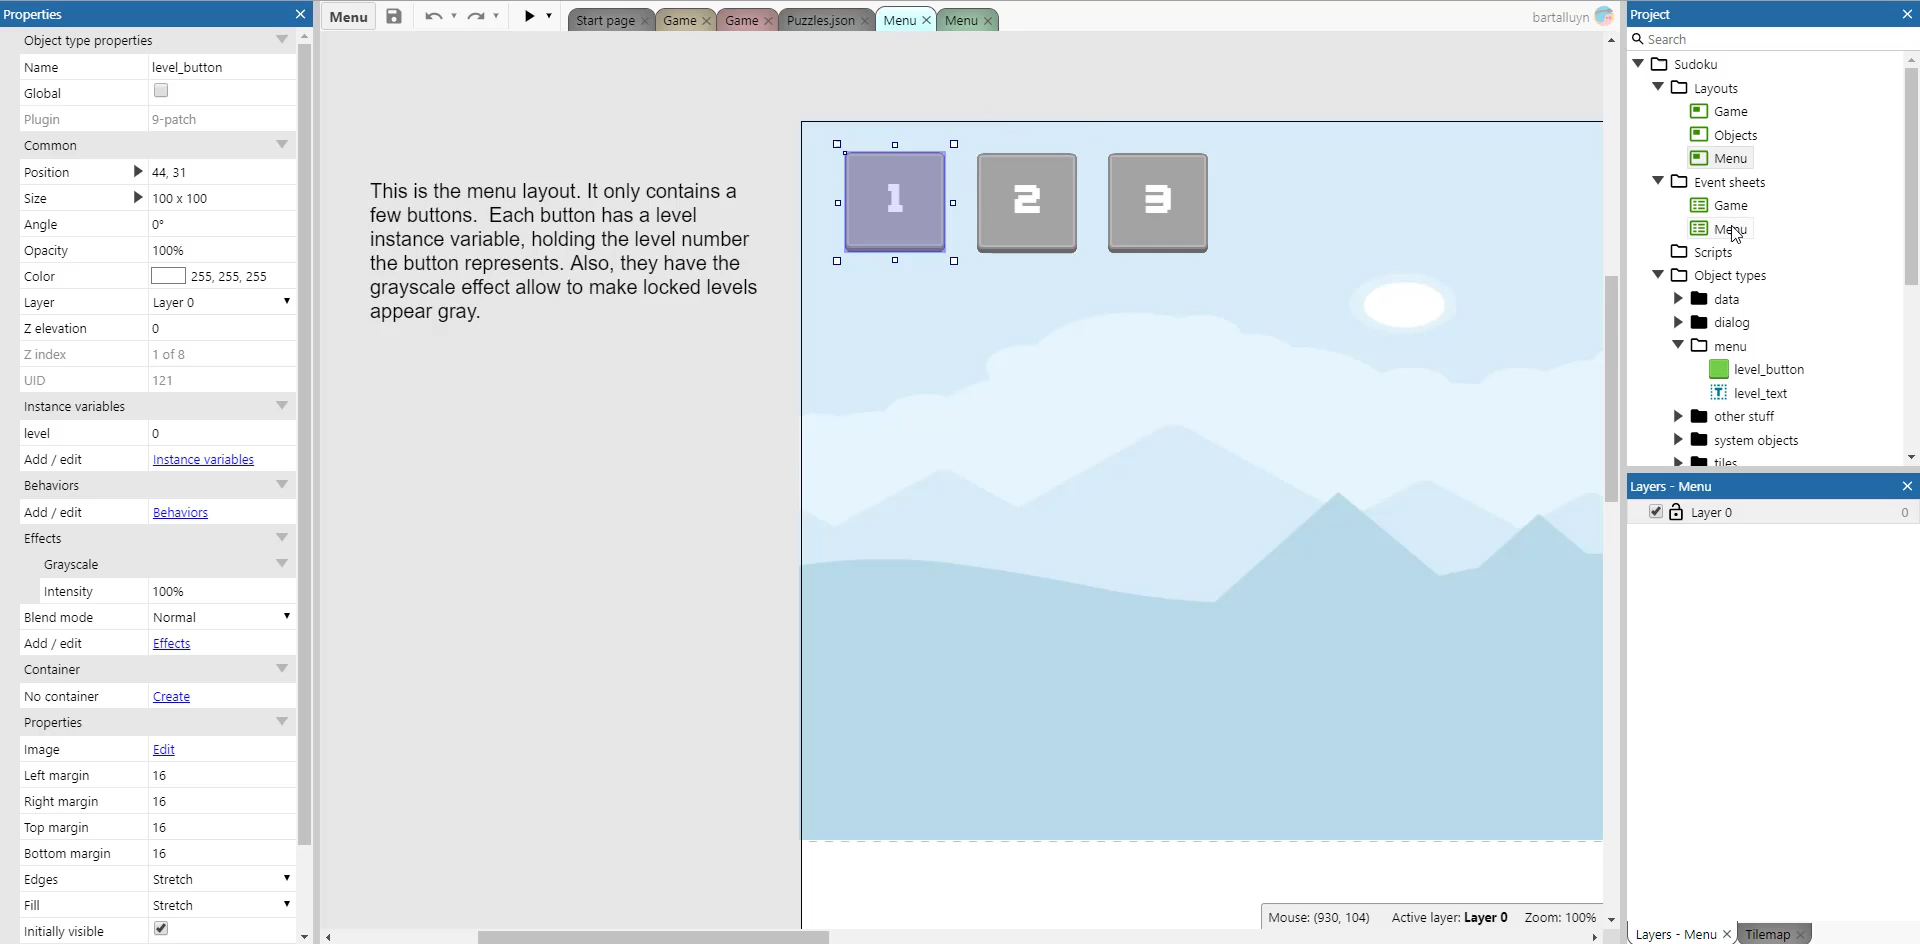 Properties
Object type properties
Name level_button
Global
Plugin 9-patch
Common
Position 44, 31
Size 100 x 100
Angle 0°
Opacity 100%
Color 255, 255, 255
Layer Layer 0
Z elevation 0
Z index 1 of 8
UID 121
Instance variables
level 0
Add / edit Instance variables
Behaviors
Add / edit Behaviors
Effects
Grayscale
Intensity 100%
Blend mode Normal
Add / edit Effects
Container
No container Create
Properties
Image Edit
Left margin 16
Right margin 16
Top margin 16
Bottom margin 16
Edges Stretch
Fill Stretch
Initially visible
Menu
Start page Game Game Puzzles.json Menu Menu
bartalluyn
This is the menu layout. It only contains a
few buttons.  Each button has a level
instance variable, holding the level number
the button represents. Also, they have the
grayscale effect allow to make locked levels
appear gray.
1 2 3
Mouse: (930, 104) Active layer: Layer 0 Zoom: 100%
Project
Search
Sudoku
Layouts
Game
Objects
Menu
Event sheets
Game
Menu
Scripts
Object types
data
dialog
menu
level_button
level_text
other stuff
system objects
tiles
Layers - Menu
Layer 0 0
Layers - Menu Tilemap